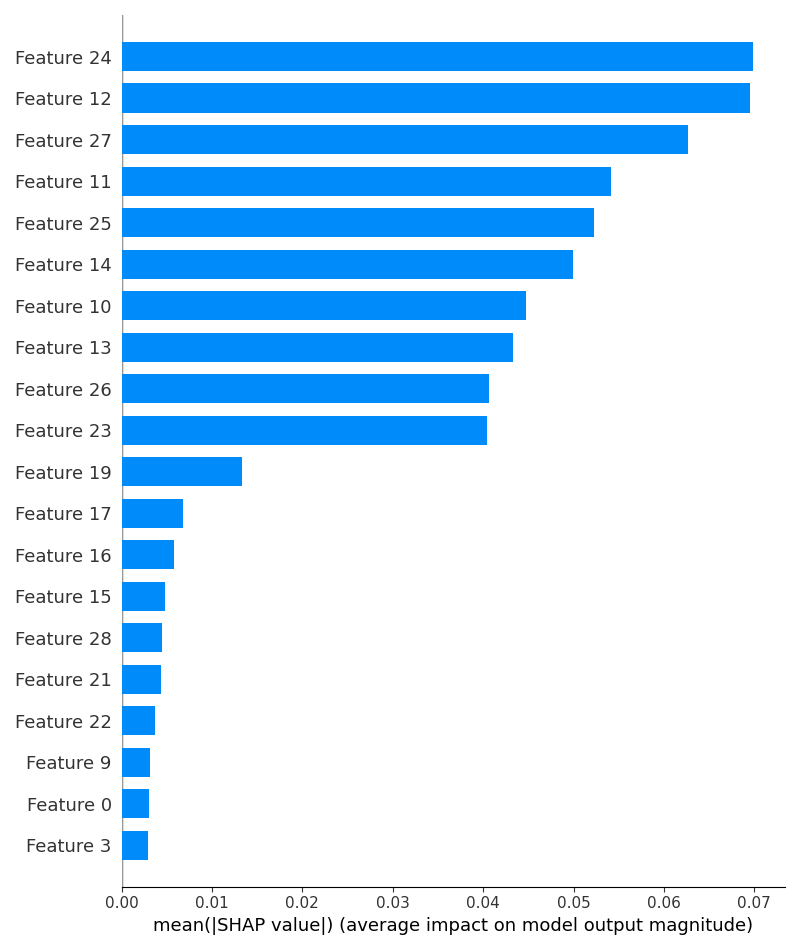 Feature 24
Feature 12
Feature 27
Feature 11
Feature 25
Feature 14
Feature 10
Feature 13
Feature 26
Feature 23
Feature 19
Feature 17
Feature 16
Feature 15
Feature 28
Feature 21
Feature 22
Feature 9
Feature 0
Feature 3
0.00 0.01 0.02 0.03 0.04 0.05 0.06 0.07
mean(|SHAP value|) (average impact on model output magnitude)